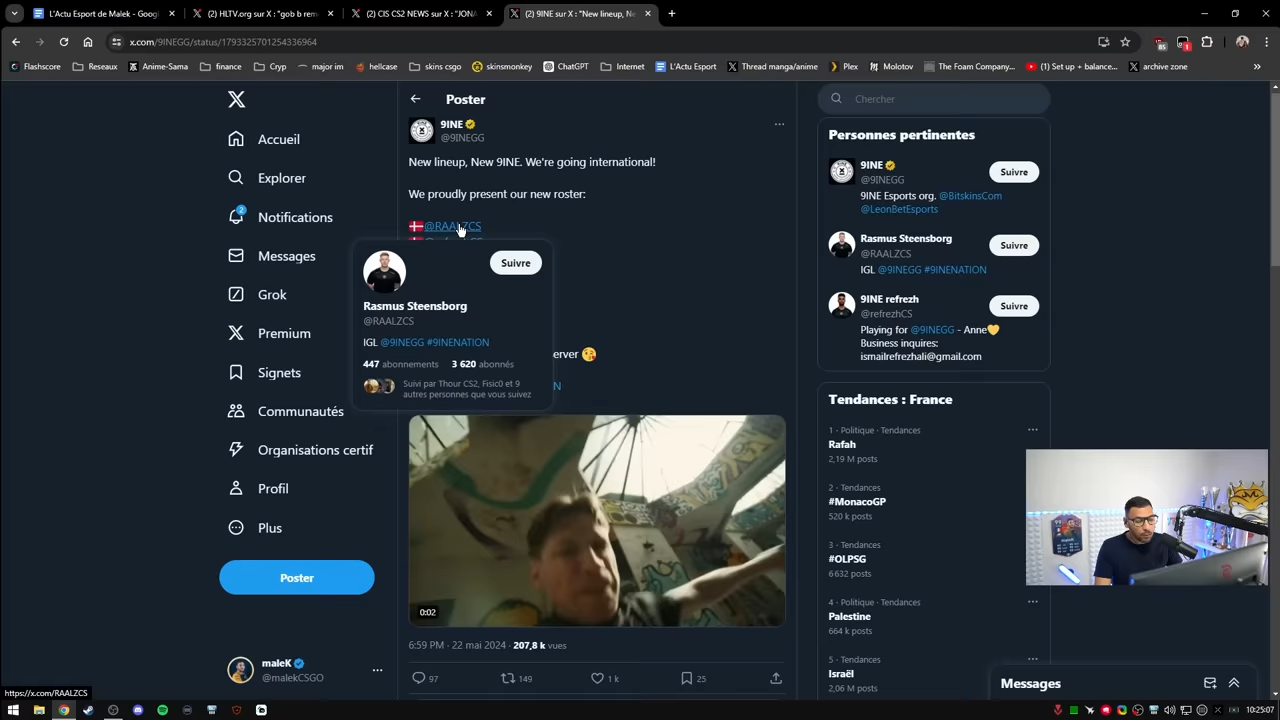 L'Actu Esport de Malek - Googl
(2) HLTV.org sur X : "gob b rem
(2) CIS CS2 NEWS sur X : "JONA
(2) 9INE sur X : "New lineup, Ne
x.com/9INEGG/status/1793325701254336964
Flashscore
Reseaux
Anime-Sama
finance
Cryp
major im
hellcase
skins csgo
skinsmonkey
ChatGPT
Internet
L'Actu Esport
Thread manga/anime
Plex
Molotov
The Foam Company...
(1) Set up + balance...
archive zone
Accueil
Explorer
2
Notifications
Messages
Grok
Premium
Signets
Communautés
Organisations certif
Profil
Plus
Poster
maleK
@malekCSGO
Poster
9INE
@9INEGG
New lineup, New 9INE. We're going international!
We proudly present our new roster:
@RAALZCS
Suivre
Rasmus Steensborg
@RAALZCS
IGL @9INEGG #9INENATION
447 abonnements 3 620 abonnés
Suivi par Thour CS2, Fisic0 et 9
autres personnes que vous suivez
erver 😘
N
0:02
6:59 PM · 22 mai 2024 · 207,8 k vues
97
149
1 k
25
Chercher
Personnes pertinentes
9INE
@9INEGG
Suivre
9INE Esports org. @BitskinsCom
@LeonBetEsports
Rasmus Steensborg
@RAALZCS
Suivre
IGL @9INEGG #9INENATION
9INE refrezh
@refrezhCS
Suivre
Playing for @9INEGG - Anne💛
Business inquires:
ismailrefrezhali@gmail.com
Tendances : France
1 · Politique · Tendances
Rafah
2,19 M posts
2 · Tendances
#MonacoGP
520 k posts
3 · Tendances
#OLPSG
6 632 posts
4 · Politique · Tendances
Palestine
664 k posts
5 · Tendances
Israël
2,06 M posts
Messages
https://x.com/RAALZCS
10:25:07